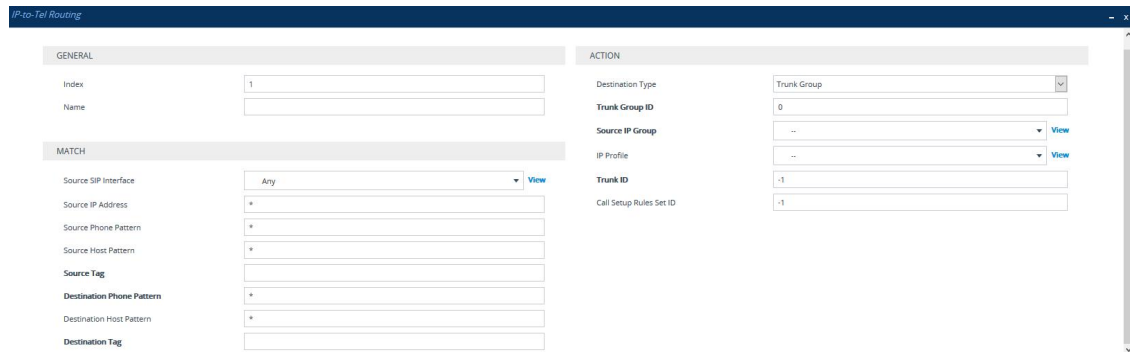 IP-to-Tel Routing
GENERAL
Index 1
Name
MATCH
Source SIP Interface Any View
Source IP Address *
Source Phone Pattern *
Source Host Pattern *
Source Tag
Destination Phone Pattern *
Destination Host Pattern *
Destination Tag
ACTION
Destination Type Trunk Group
Trunk Group ID 0
Source IP Group -- View
IP Profile -- View
Trunk ID -1
Call Setup Rules Set ID -1